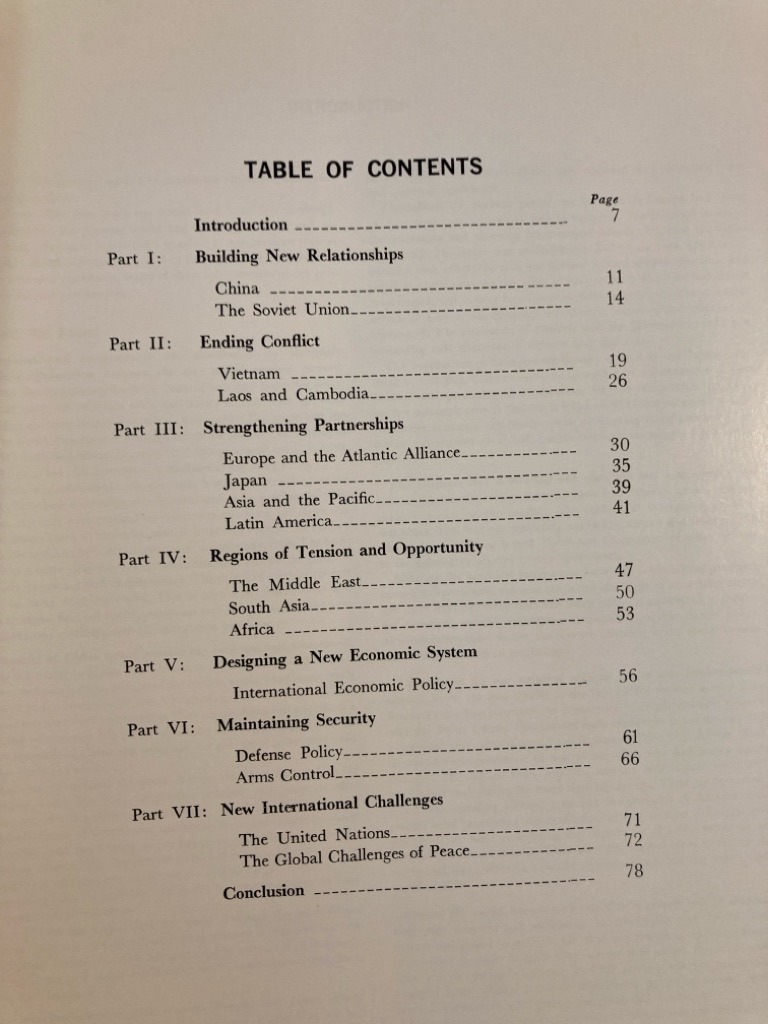 TABLE OF CONTENTS
Page
Introduction ------------------------------ 7
Part I: Building New Relationships
China ------------------------------ 11
The Soviet Union------------------------ 14
Part II: Ending Conflict
Vietnam ------------------------------ 19
Laos and Cambodia---------------------- 26
Part III: Strengthening Partnerships
Europe and the Atlantic Alliance------------ 30
Japan ------------------------------ 35
Asia and the Pacific---------------------- 39
Latin America-------------------------- 41
Part IV: Regions of Tension and Opportunity
The Middle East------------------------ 47
South Asia------------------------------ 50
Africa ------------------------------ 53
Part V: Designing a New Economic System
International Economic Policy-------------- 56
Part VI: Maintaining Security
Defense Policy-------------------------- 61
Arms Control-------------------------- 66
Part VII: New International Challenges
The United Nations---------------------- 71
The Global Challenges of Peace------------- 72
Conclusion ------------------------------ 78